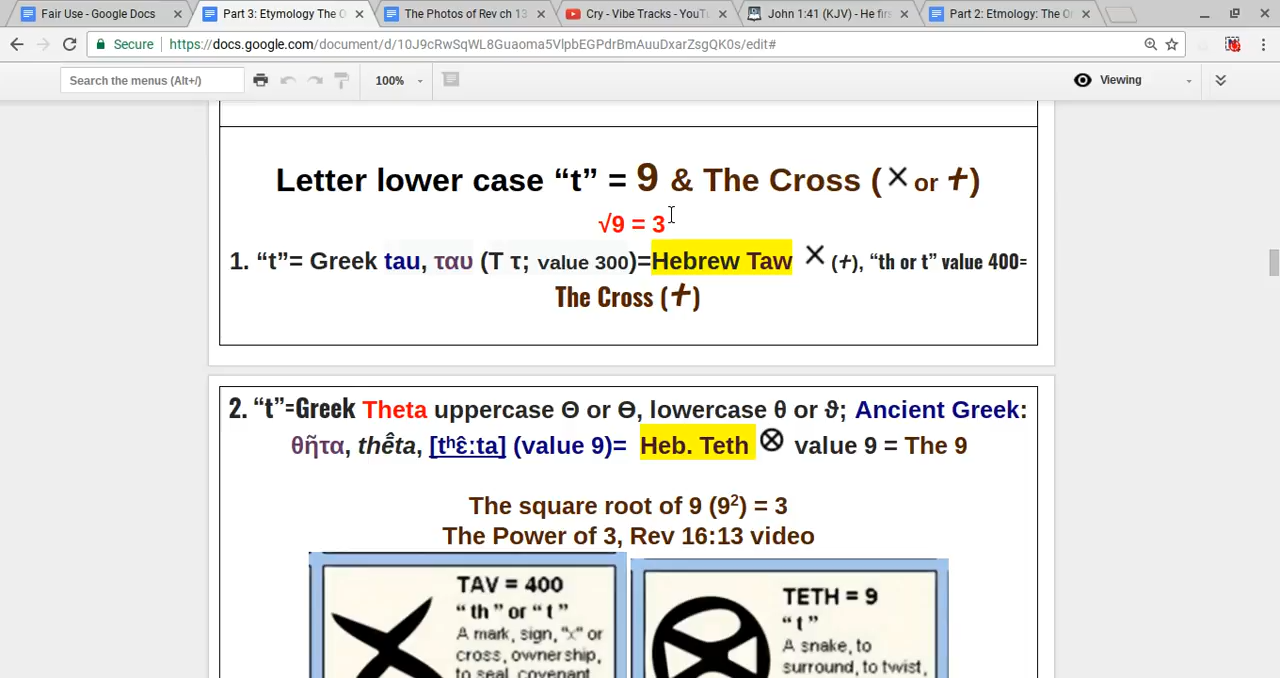 Fair Use - Google Docs
Part 3: Etymology The O
The Photos of Rev ch 13
Cry - Vibe Tracks - YouT
John 1:41 (KJV) - He firs
Part 2: Etmology: The Or
Secure https://docs.google.com/document/d/10J9cRwSqWL8Guaoma5VlpbEGPdrBmAuuDxarZsgQK0s/edit#
Search the menus (Alt+/)
100%
Viewing
Letter lower case “t” = 9 & The Cross (× or +)
√9 = 3
1. “t”= Greek tau, ταυ (Τ τ; value 300)=Hebrew Taw × (+), “th or t” value 400=
The Cross (+)
2. “t”=Greek Theta uppercase Θ or ϴ, lowercase θ or ϑ; Ancient Greek:
θῆτα, thē̂ta, [tʰɛ̂ːta] (value 9)= Heb. Teth ⊗ value 9 = The 9
The square root of 9 (9²) = 3
The Power of 3, Rev 16:13 video
TAV = 400
“th” or “t”
A mark, sign, "x" or
cross, ownership,
to seal, covenant
TETH = 9
“t”
A snake, to
surround, to twist,